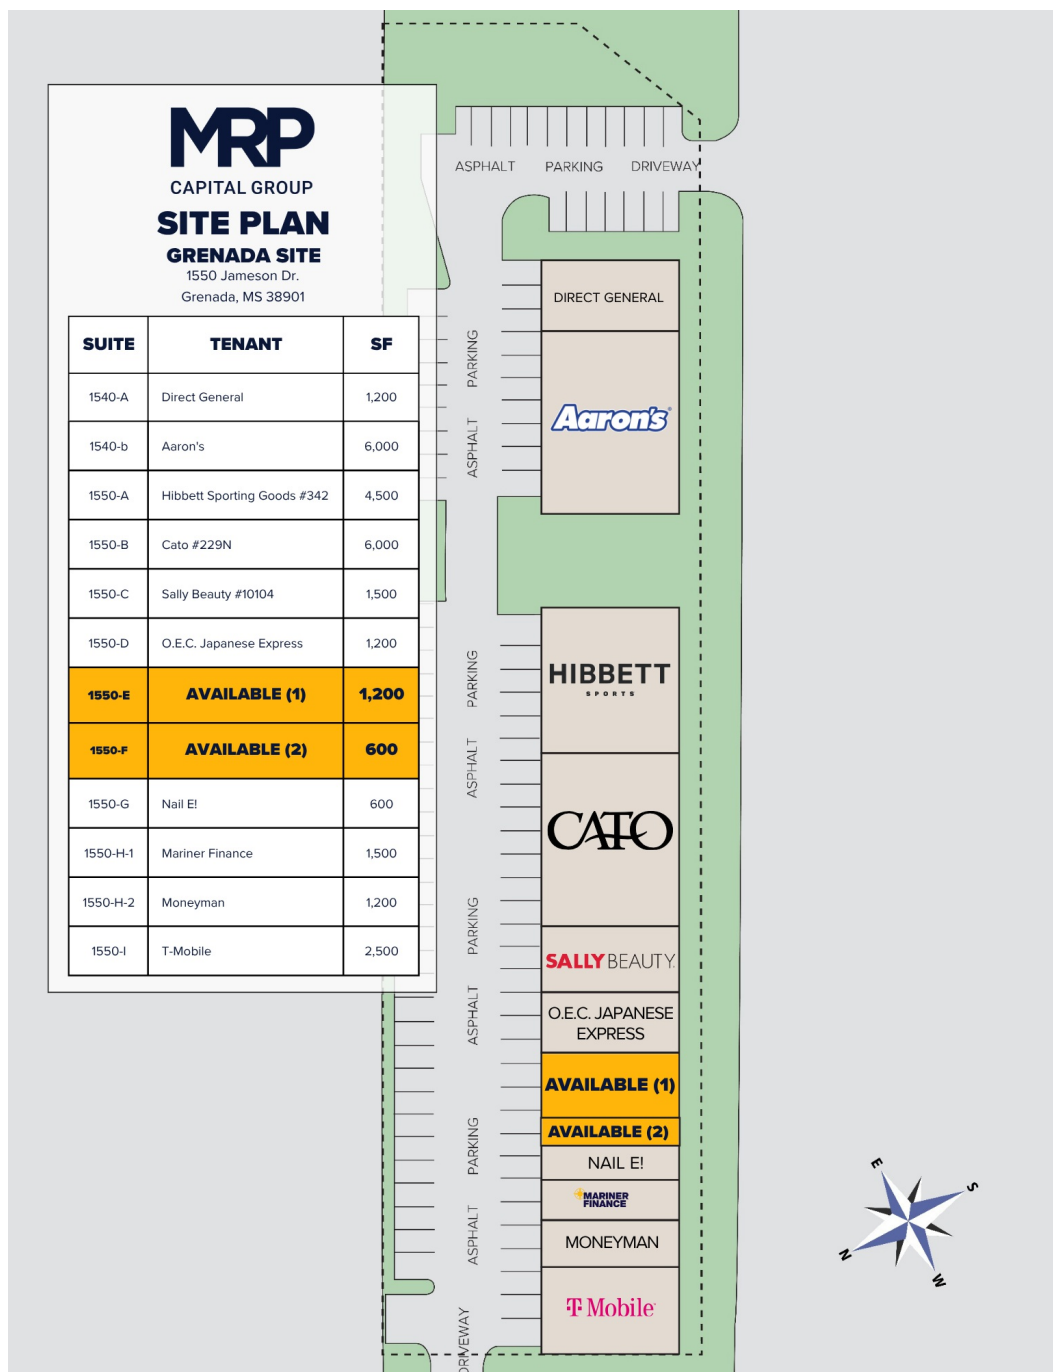 MRP
CAPITAL GROUP
SITE PLAN
GRENADA SITE
1550 Jameson Dr.
Grenada, MS 38901
SUITE TENANT SF
1540-A Direct General 1,200
1540-b Aaron's 6,000
1550-A Hibbett Sporting Goods #342 4,500
1550-B Cato #229N 6,000
1550-C Sally Beauty #10104 1,500
1550-D O.E.C. Japanese Express 1,200
1550-E AVAILABLE (1) 1,200
1550-F AVAILABLE (2) 600
1550-G Nail E! 600
1550-H-1 Mariner Finance 1,500
1550-H-2 Moneyman 1,200
1550-I T-Mobile 2,500
ASPHALT PARKING DRIVEWAY
DIRECT GENERAL
Aaron's
HIBBETT
SPORTS
CATO
SALLY BEAUTY
O.E.C. JAPANESE
EXPRESS
AVAILABLE (1)
AVAILABLE (2)
NAIL E!
MARINER
FINANCE
MONEYMAN
T Mobile
PARKING
ASPHALT
PARKING
ASPHALT
PARKING
ASPHALT
PARKING
ASPHALT
DRIVEWAY
E
S
N
W